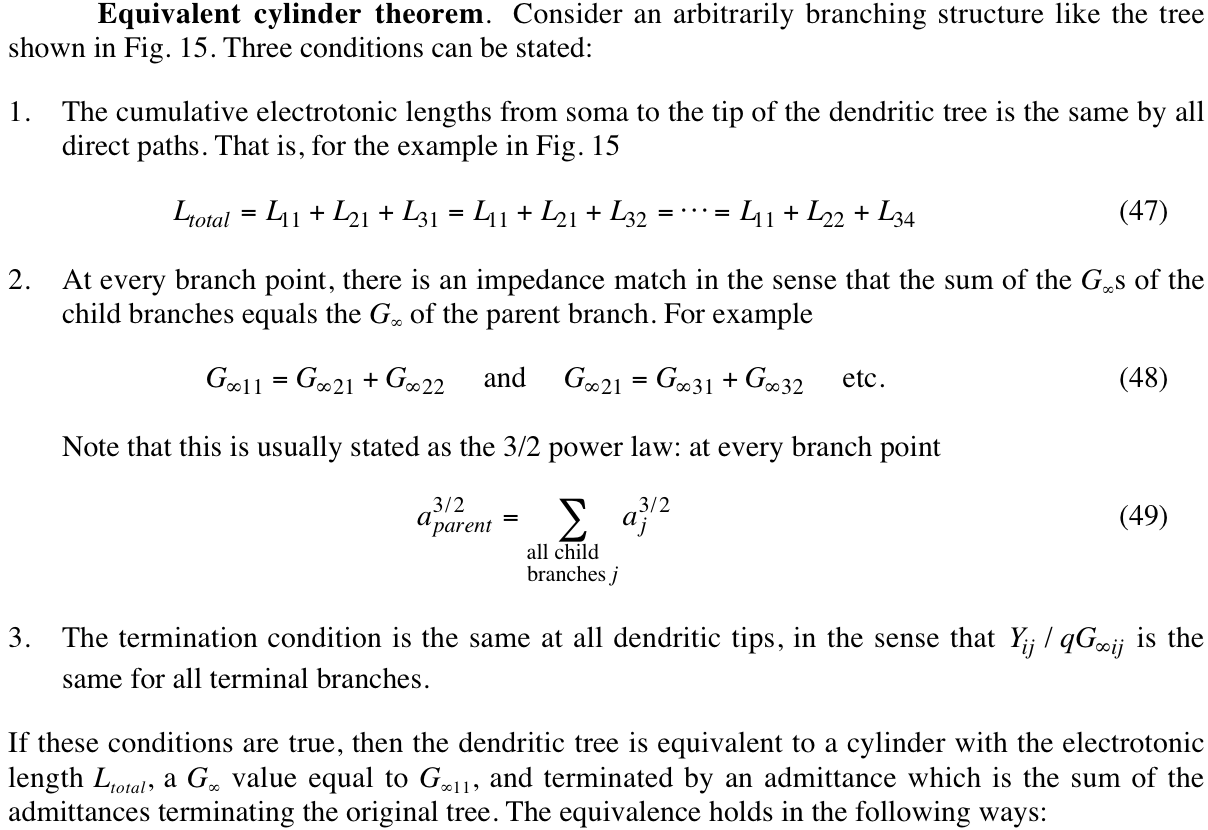 Equivalent cylinder theorem. Consider an arbitrarily branching structure like the tree
shown in Fig. 15. Three conditions can be stated:
1. The cumulative electrotonic lengths from soma to the tip of the dendritic tree is the same by all
direct paths. That is, for the example in Fig. 15
L_total = L_11 + L_21 + L_31 = L_11 + L_21 + L_32 = ⋯ = L_11 + L_22 + L_34 (47)
2. At every branch point, there is an impedance match in the sense that the sum of the G_∞s of the
child branches equals the G_∞ of the parent branch. For example
G_∞11 = G_∞21 + G_∞22 and G_∞21 = G_∞31 + G_∞32 etc. (48)
Note that this is usually stated as the 3/2 power law: at every branch point
a_parent^3/2 = ∑ a_j^3/2 (49)
all child
branches j
3. The termination condition is the same at all dendritic tips, in the sense that Y_ij / qG_∞ij is the
same for all terminal branches.
If these conditions are true, then the dendritic tree is equivalent to a cylinder with the electrotonic
length L_total, a G_∞ value equal to G_∞11, and terminated by an admittance which is the sum of the
admittances terminating the original tree. The equivalence holds in the following ways: